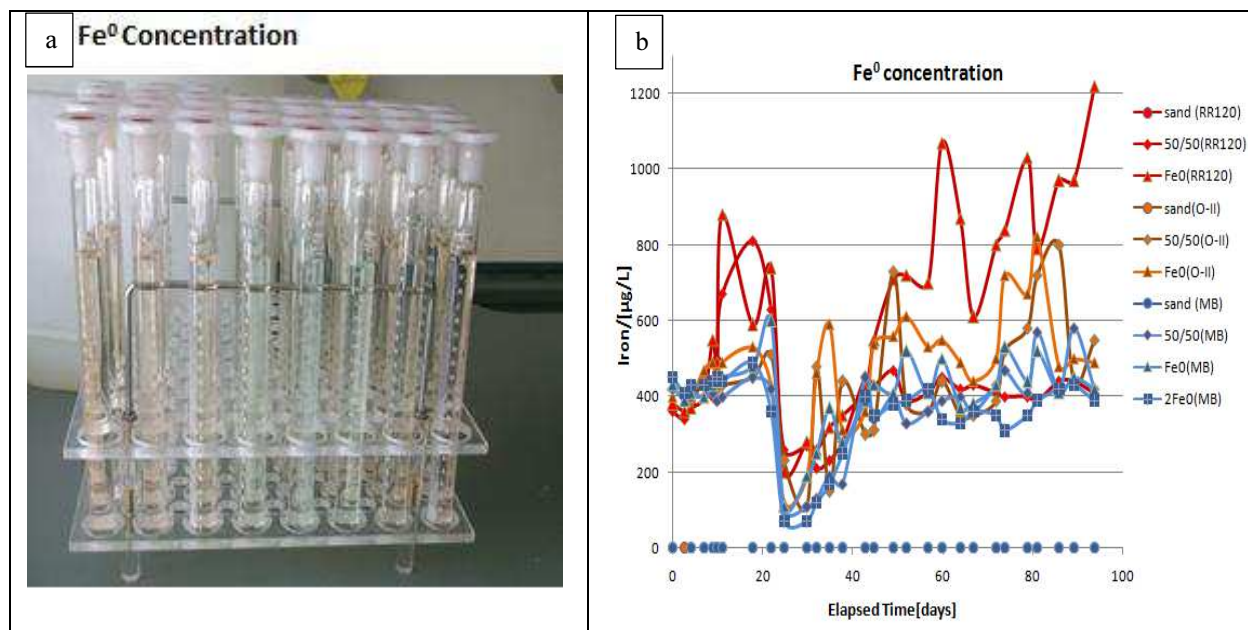 a
Fe⁰ Concentration
b
Fe⁰ concentration
Iron/[µg/L]
1200
1000
800
600
400
200
0
0 20 40 60 80 100
Elapsed Time[days]
sand (RR120)
50/50(RR120)
Fe0(RR120)
sand(O-II)
50/50(O-II)
Fe0(O-II)
sand (MB)
50/50(MB)
Fe0(MB)
2Fe0(MB)